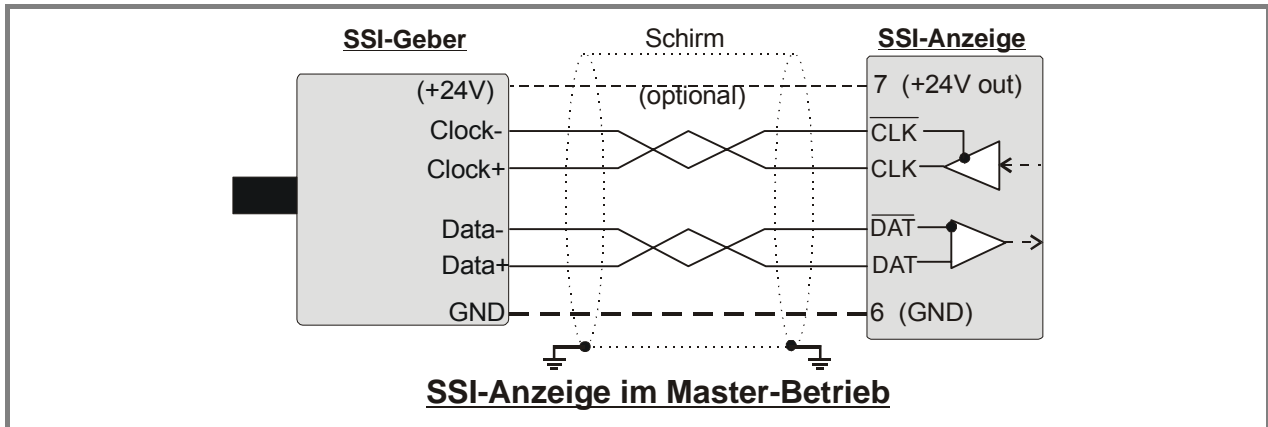 SSI-Geber
Schirm
SSI-Anzeige
(+24V)
(optional)
7 (+24V out)
Clock-
CLK
Clock+
CLK
Data-
DAT
Data+
DAT
GND
6 (GND)
SSI-Anzeige im Master-Betrieb